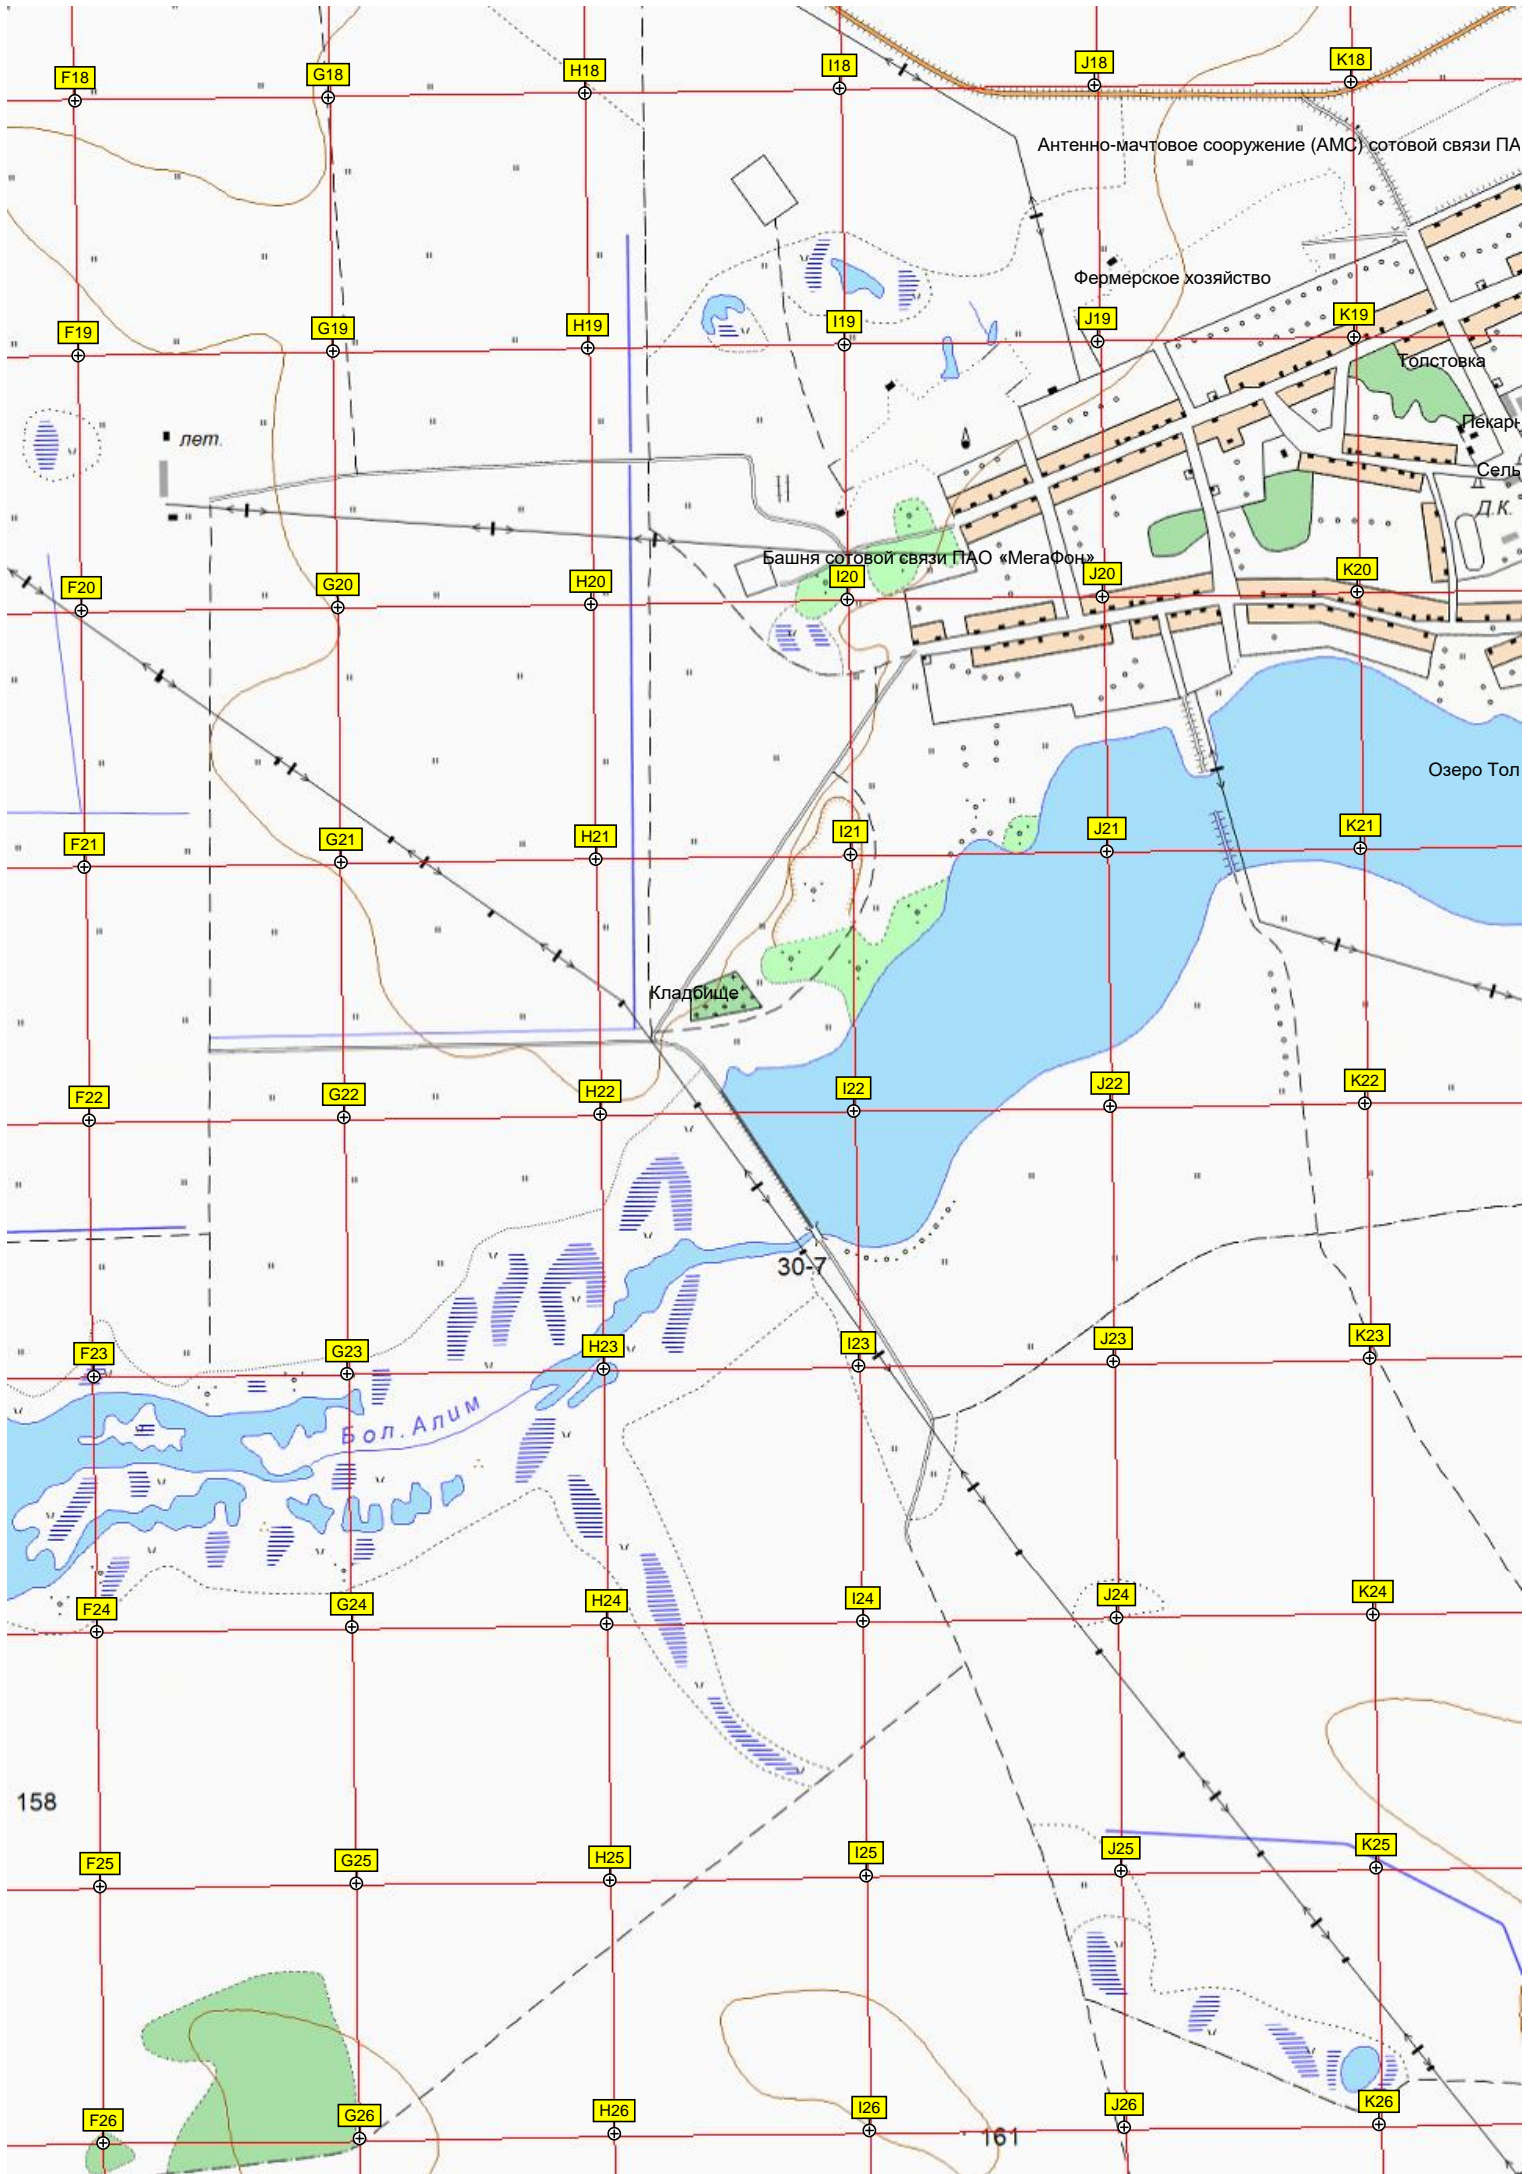 F18 G18 H18 I18 J18 K18
Антенно-мачтовое сооружение (АМС) сотовой связи ПА
Фермерское хозяйство
F19 G19 H19 I19 J19 K19
Толстовка
Пекарн
лет.
Сель
Д.К.
Башня сотовой связи ПАО «МегаФон»
F20 G20 H20 I20 J20 K20
Озеро Тол
F21 G21 H21 I21 J21 K21
Кладбище
F22 G22 H22 I22 J22 K22
30-7
F23 G23 H23 I23 J23 K23
Бол. Алим
F24 G24 H24 I24 J24 K24
158
F25 G25 H25 I25 J25 K25
F26 G26 H26 I26 J26 K26
161